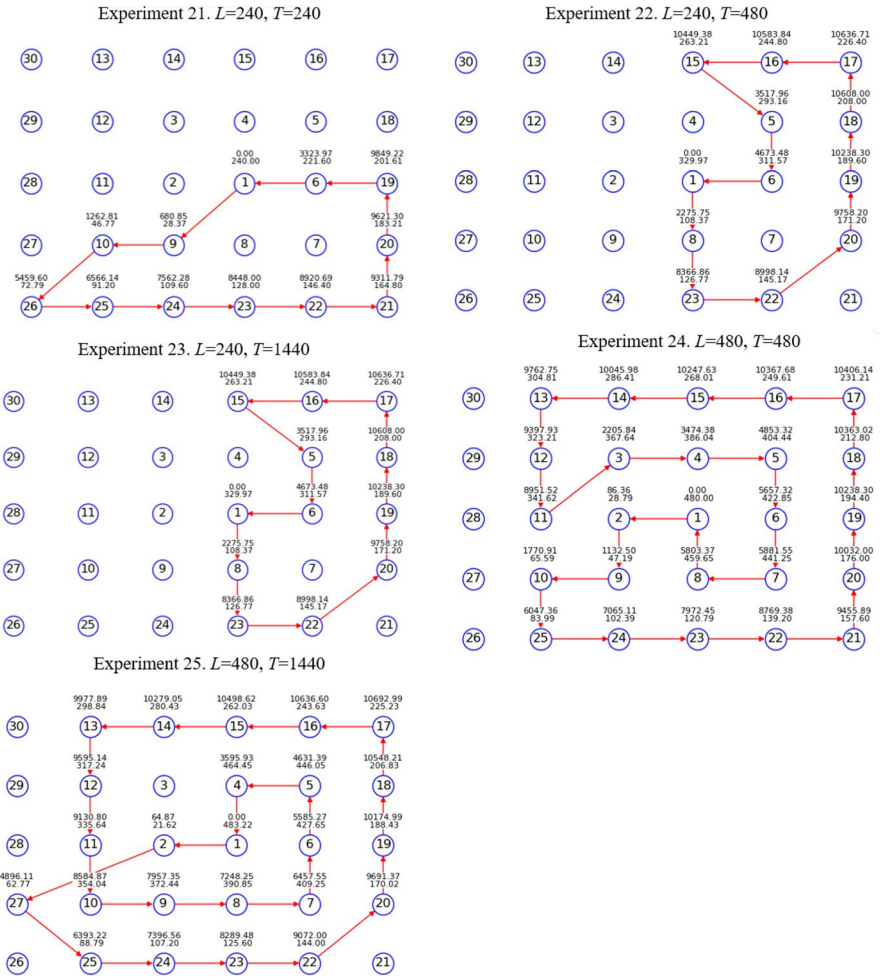 Experiment 21. L=240, T=240
30 13 14 15 16 17
29 12 3 4 5 18
0.00 3323.97 9849.22
240.00 221.60 201.61
28 11 2 1 6 19
1262.81 680.85 9621.30
46.77 28.37 183.21
27 10 9 8 7 20
5459.60 6566.14 7562.28 8448.00 8920.69 9311.79
72.79 91.20 109.60 128.00 146.40 164.80
26 25 24 23 22 21
Experiment 22. L=240, T=480
10449.38 10583.84 10636.71
263.21 244.80 226.40
30 13 14 15 16 17
3517.96 10608.00
293.16 208.00
29 12 3 4 5 18
0.00 4673.48 10238.30
329.97 311.57 189.60
28 11 2 1 6 19
2275.75 9758.20
108.37 171.20
27 10 9 8 7 20
8366.86 8998.14
126.77 145.17
26 25 24 23 22 21
Experiment 23. L=240, T=1440
10449.38 10583.84 10636.71
263.21 244.80 226.40
30 13 14 15 16 17
3517.96 10608.00
293.16 208.00
29 12 3 4 5 18
0.00 4673.48 10238.30
329.97 311.57 189.60
28 11 2 1 6 19
2275.75 9758.20
108.37 171.20
27 10 9 8 7 20
8366.86 8998.14
126.77 145.17
26 25 24 23 22 21
Experiment 24. L=480, T=480
9762.75 10045.98 10247.63 10367.68 10406.14
304.81 286.41 268.01 249.61 231.21
30 13 14 15 16 17
9397.93 2205.84 3474.38 4853.32 10363.02
323.21 367.64 386.04 404.44 212.80
29 12 3 4 5 18
8951.52 86.36 0.00 5657.32 10238.30
341.62 28.79 480.00 422.85 194.40
28 11 2 1 6 19
1770.91 1132.50 5803.37 5881.55 10032.00
65.59 47.19 459.65 441.25 176.00
27 10 9 8 7 20
6047.36 7065.11 7972.45 8769.38 9455.89
83.99 102.39 120.79 139.20 157.60
26 25 24 23 22 21
Experiment 25. L=480, T=1440
9977.89 10279.05 10498.62 10636.60 10692.99
298.84 280.43 262.03 243.63 225.23
30 13 14 15 16 17
9595.14 3595.93 4631.39 10548.21
317.24 464.45 446.05 206.83
29 12 3 4 5 18
9130.80 64.87 0.00 5585.27 10174.99
335.64 21.62 483.22 427.65 188.43
28 11 2 1 6 19
4896.11 8584.87 7957.35 7248.25 6457.55 9691.37
62.77 354.04 372.44 390.85 409.25 170.02
27 10 9 8 7 20
6393.22 7396.56 8289.48 9072.00
88.79 107.20 125.60 144.00
26 25 24 23 22 21